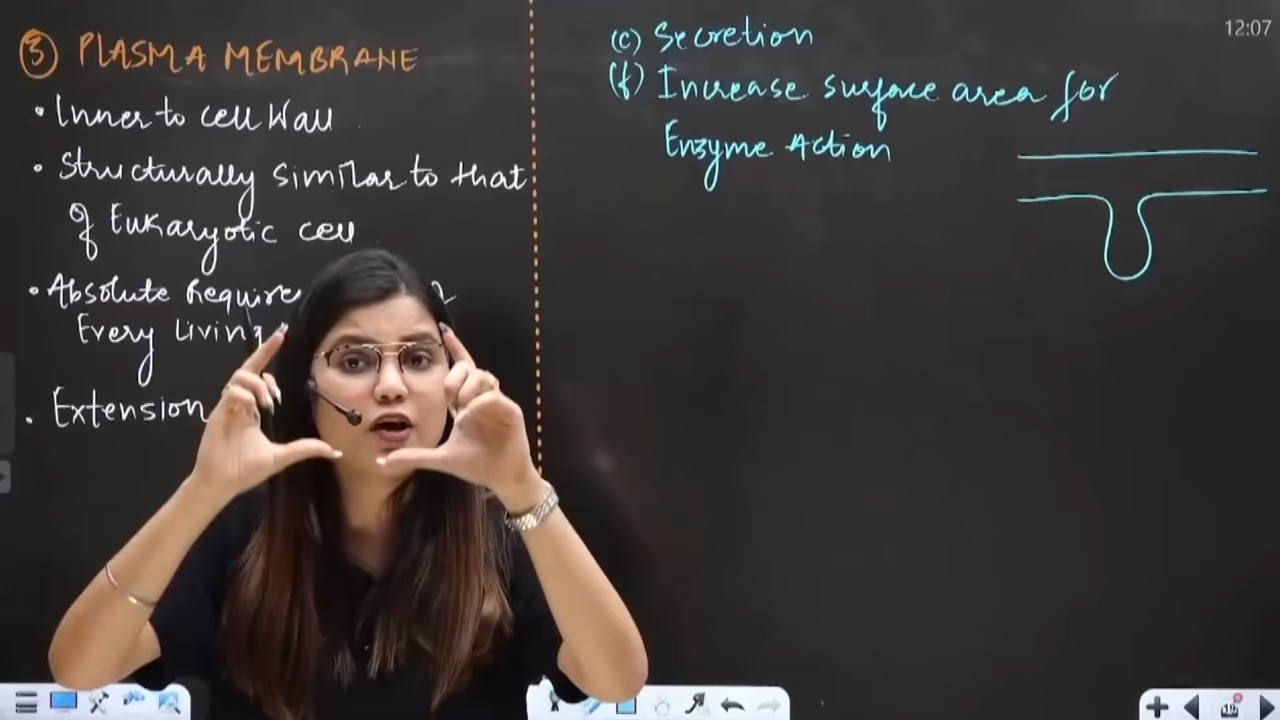 ③ PLASMA MEMBRANE
• Inner to cell Wall
• Structurally similar to that
of Eukaryotic cell
• Absolute
Every Living
• Extension
(c) Secretion
(f) Increase surface area for
Enzyme Action
12:07
19